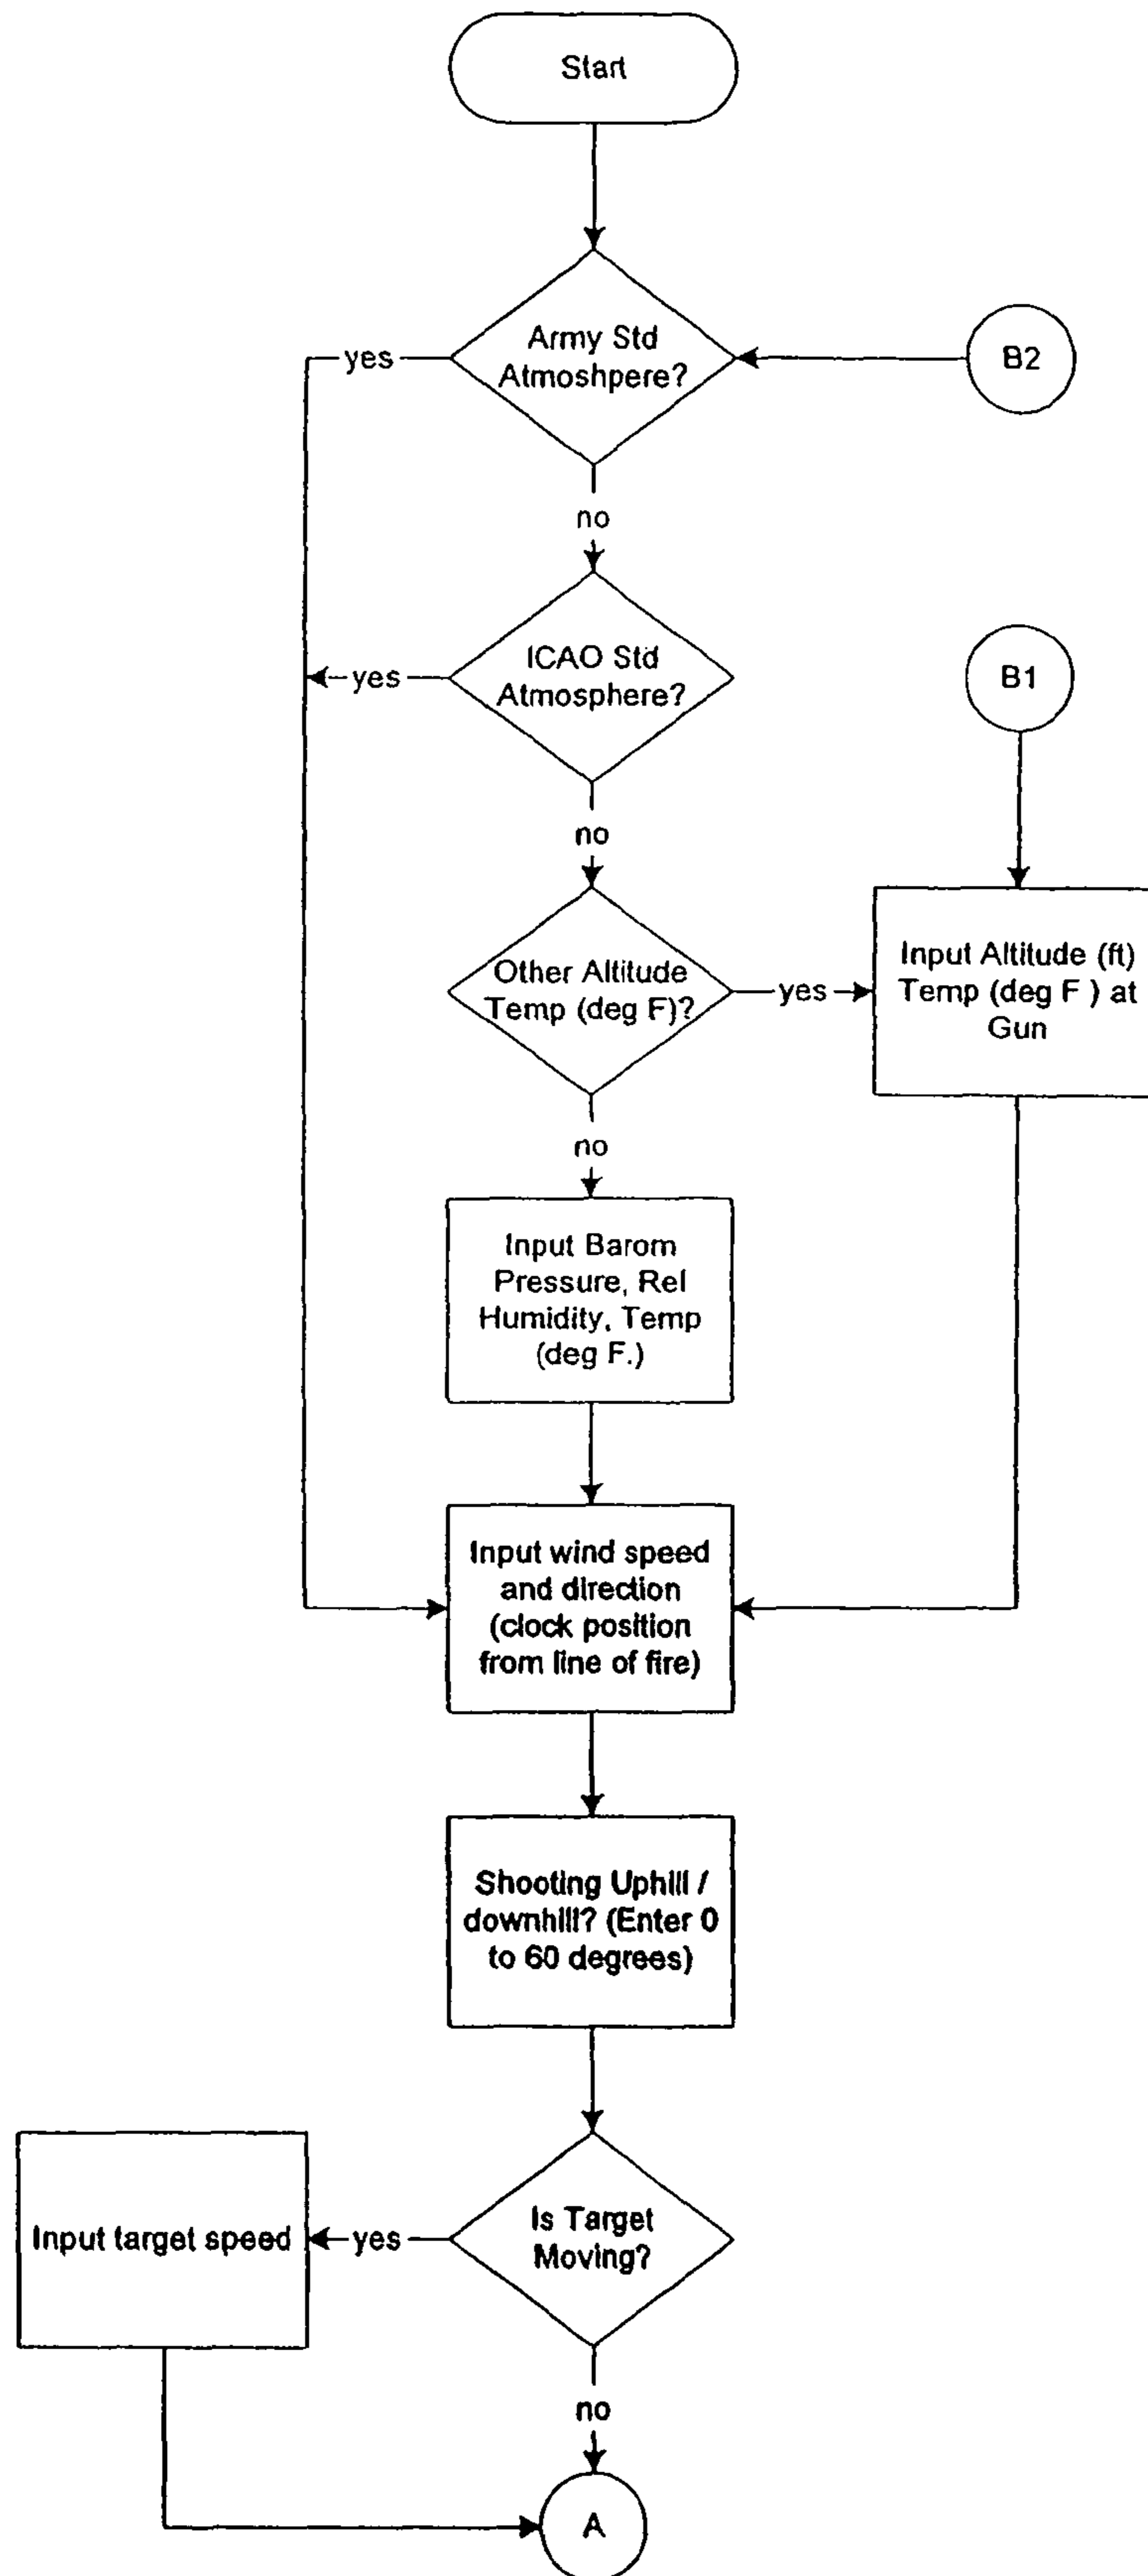 Start
Army Std
Atmoshpere?
yes
B2
no
ICAO Std
Atmosphere?
yes
B1
no
Other Altitude
Temp (deg F)?
yes
Input Altitude (ft)
Temp (deg F ) at
Gun
no
Input Barom
Pressure, Rel
Humidity, Temp
(deg F.)
Input wind speed
and direction
(clock position
from line of fire)
Shooting Uphill /
downhill? (Enter 0
to 60 degrees)
Is Target
Moving?
yes
Input target speed
no
A